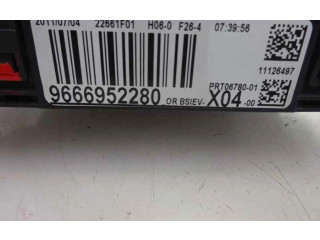 2011/07/04 22661F01 H06-0 F26-4 07:39:56
11126497
PRT06780-01
9666952280 OR BSIEV- X04 -00